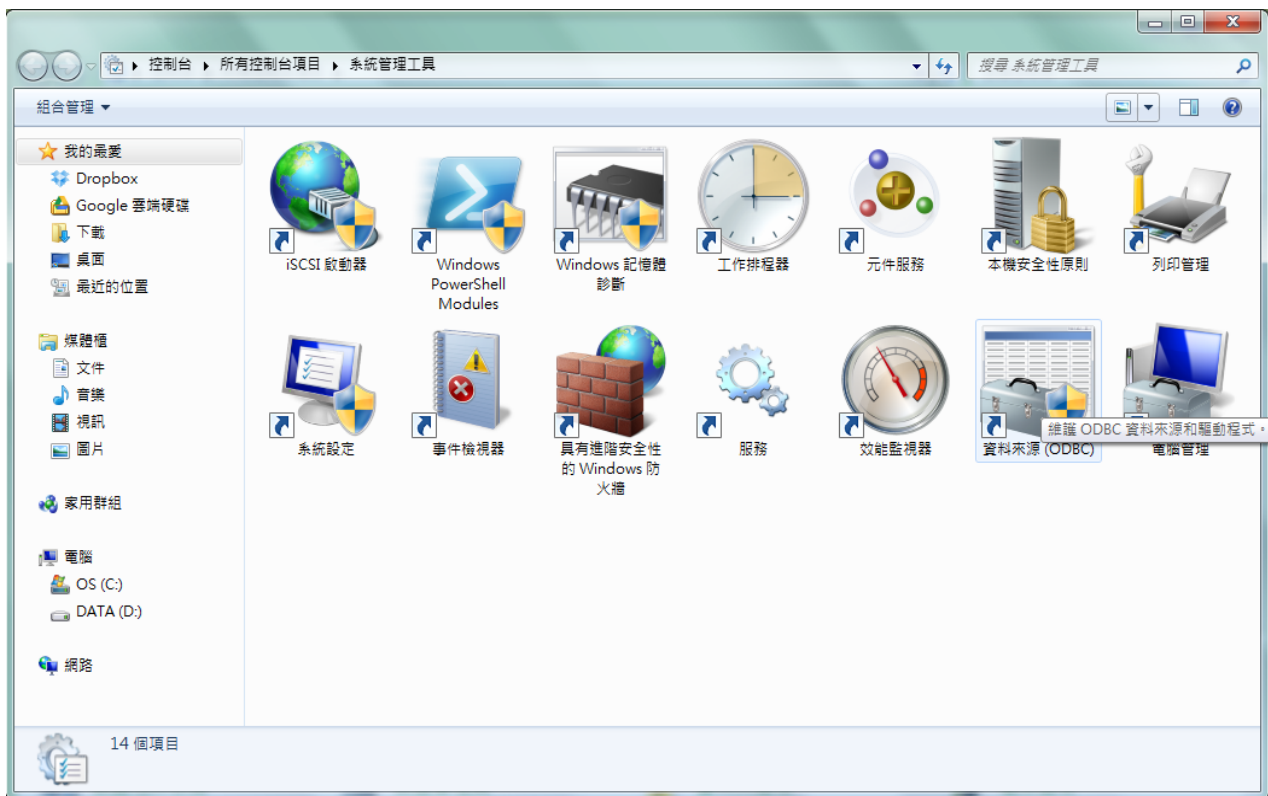 控制台 ▸ 所有控制台項目 ▸ 系統管理工具
搜尋 系統管理工具
組合管理
我的最愛
Dropbox
Google 雲端硬碟
下載
桌面
最近的位置
媒體櫃
文件
音樂
視訊
圖片
家用群組
電腦
OS (C:)
DATA (D:)
網路
iSCSI 啟動器
Windows
PowerShell
Modules
Windows 記憶體
診斷
工作排程器
元件服務
本機安全性原則
列印管理
系統設定
事件檢視器
具有進階安全性
的 Windows 防
火牆
服務
效能監視器
資料來源 (ODBC)
維護 ODBC 資料來源和驅動程式。
電腦管理
14 個項目